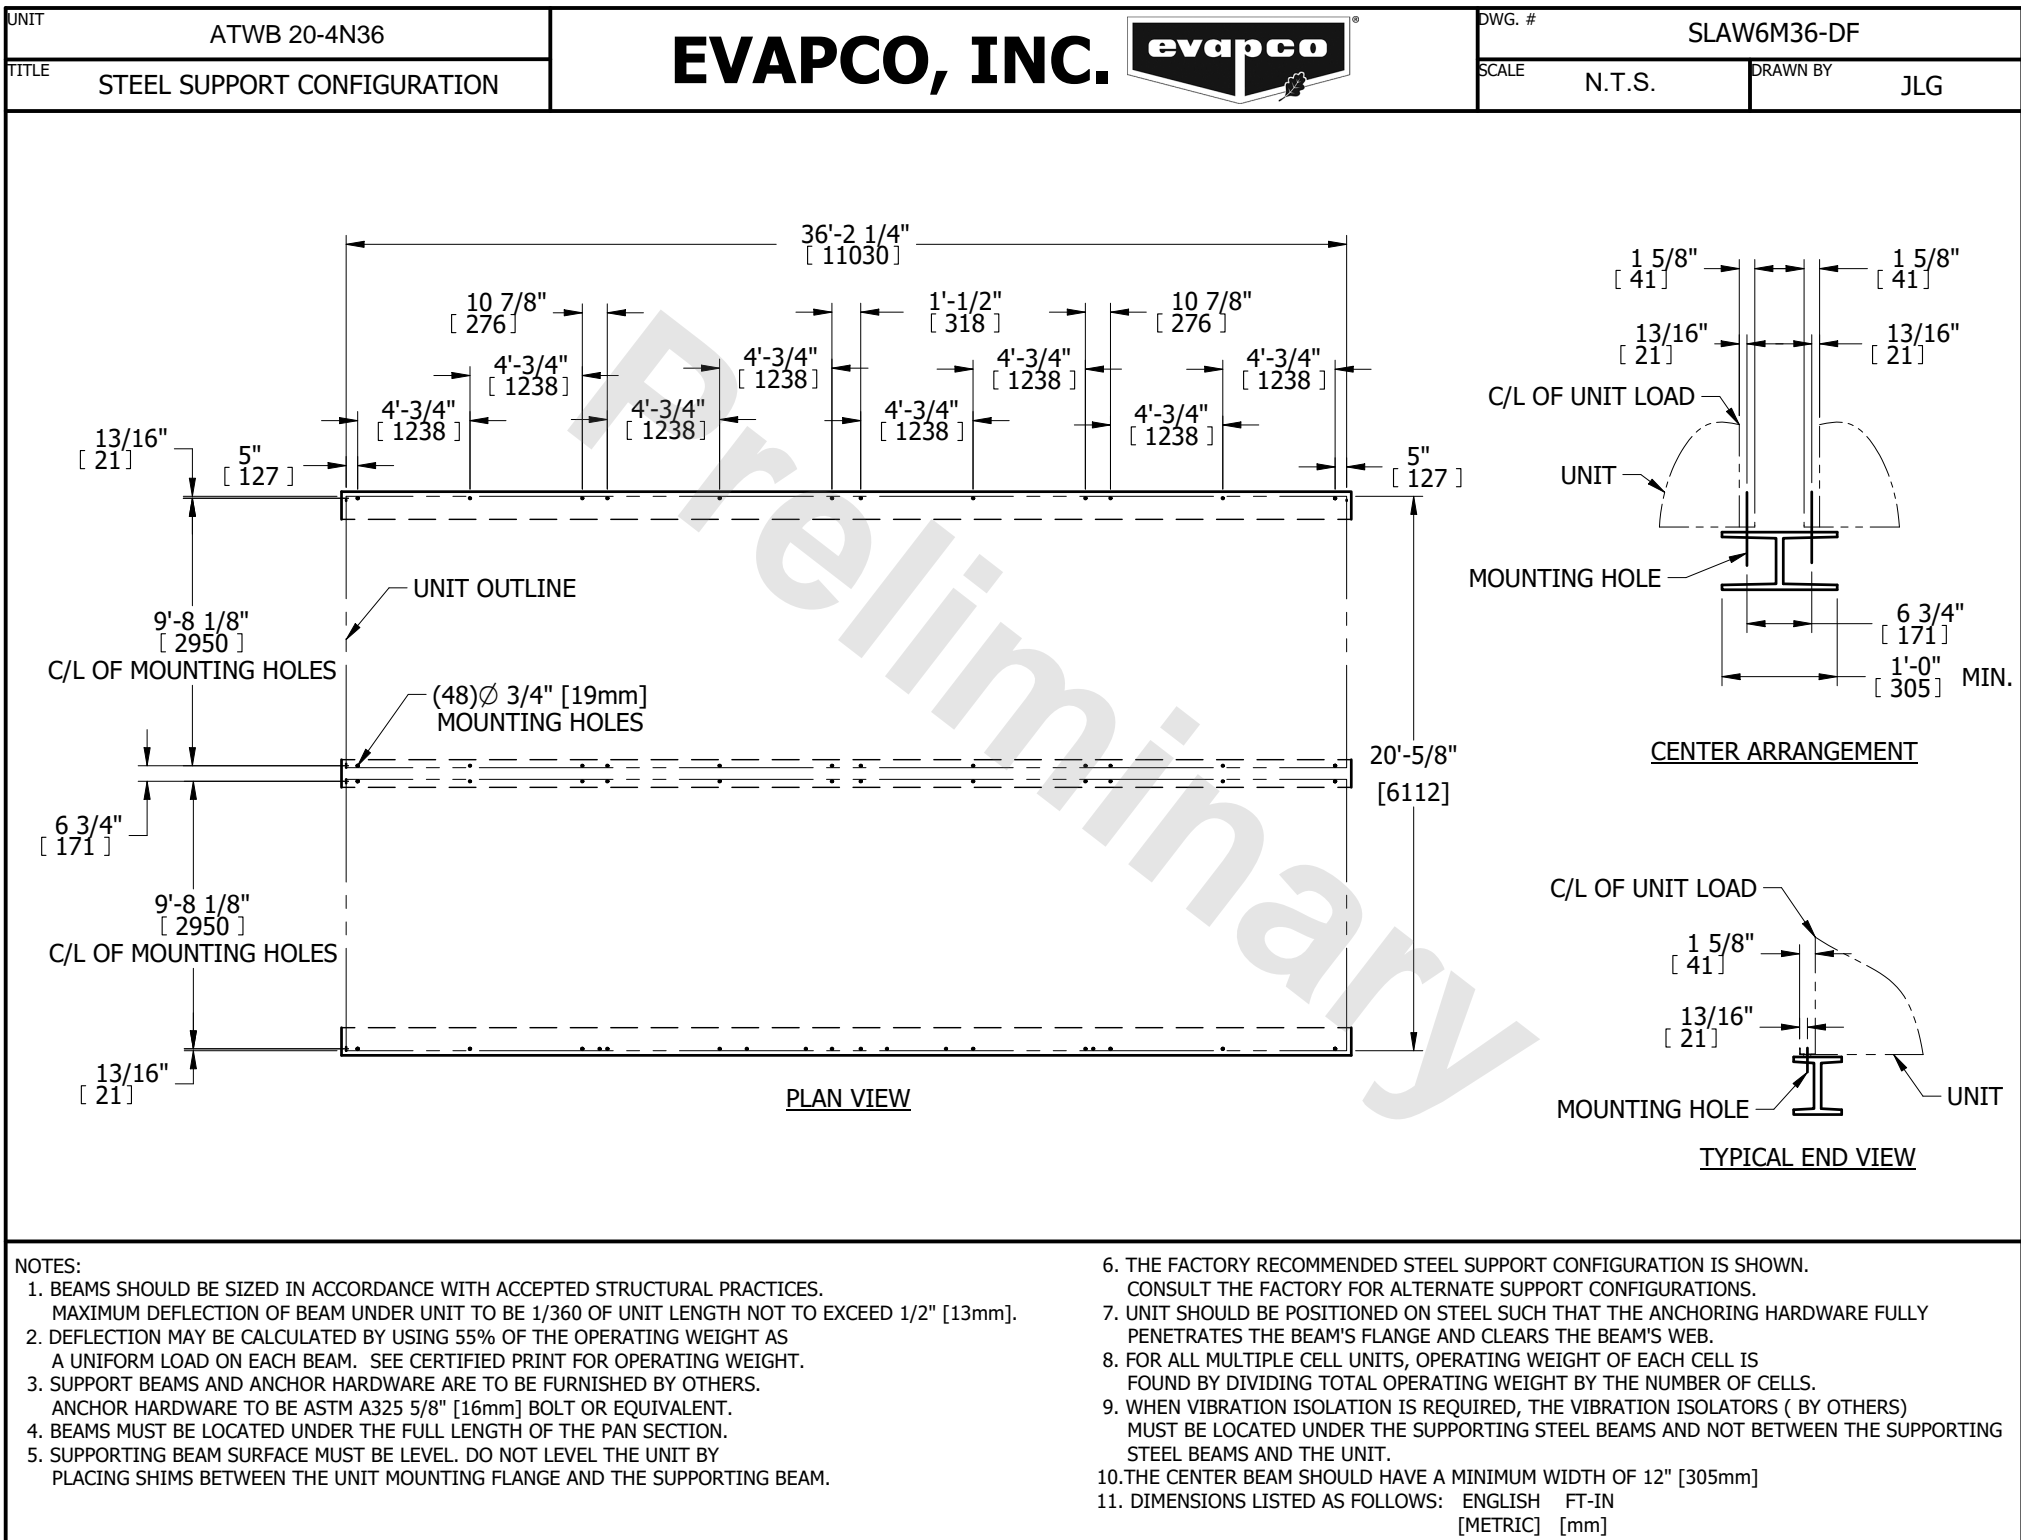 UNIT
ATWB 20-4N36
TITLE
STEEL SUPPORT CONFIGURATION
EVAPCO, INC.
evapco
®
DWG. #
SLAW6M36-DF
SCALE
N.T.S.
DRAWN BY
JLG
36'-2 1/4"
[ 11030]
10 7/8"
[ 276]
1'-1/2"
[ 318 ]
10 7/8"
[ 276 ]
4'-3/4"
[ 1238]
4'-3/4"
[ 1238]
4'-3/4"
[ 1238]
4'-3/4"
[ 1238]
4'-3/4"
[ 1238 ]
4'-3/4"
[ 1238]
4'-3/4"
[ 1238]
4'-3/4"
[ 1238]
13/16"
[ 21]
5"
[ 127 ]
5"
[ 127 ]
UNIT OUTLINE
9'-8 1/8"
[ 2950 ]
C/L OF MOUNTING HOLES
(48)Ø 3/4" [19mm]
MOUNTING HOLES
20'-5/8"
[6112]
6 3/4"
[ 171 ]
9'-8 1/8"
[ 2950 ]
C/L OF MOUNTING HOLES
13/16"
[ 21]
PLAN VIEW
Preliminary
1 5/8"
[ 41]
1 5/8"
[ 41]
13/16"
[ 21]
13/16"
[ 21]
C/L OF UNIT LOAD
UNIT
MOUNTING HOLE
6 3/4"
[ 171]
1'-0"
[ 305] MIN.
CENTER ARRANGEMENT
C/L OF UNIT LOAD
1 5/8"
[ 41]
13/16"
[ 21]
MOUNTING HOLE
UNIT
TYPICAL END VIEW
NOTES:
1. BEAMS SHOULD BE SIZED IN ACCORDANCE WITH ACCEPTED STRUCTURAL PRACTICES.
MAXIMUM DEFLECTION OF BEAM UNDER UNIT TO BE 1/360 OF UNIT LENGTH NOT TO EXCEED 1/2" [13mm].
2. DEFLECTION MAY BE CALCULATED BY USING 55% OF THE OPERATING WEIGHT AS
A UNIFORM LOAD ON EACH BEAM. SEE CERTIFIED PRINT FOR OPERATING WEIGHT.
3. SUPPORT BEAMS AND ANCHOR HARDWARE ARE TO BE FURNISHED BY OTHERS.
ANCHOR HARDWARE TO BE ASTM A325 5/8" [16mm] BOLT OR EQUIVALENT.
4. BEAMS MUST BE LOCATED UNDER THE FULL LENGTH OF THE PAN SECTION.
5. SUPPORTING BEAM SURFACE MUST BE LEVEL. DO NOT LEVEL THE UNIT BY
PLACING SHIMS BETWEEN THE UNIT MOUNTING FLANGE AND THE SUPPORTING BEAM.
6. THE FACTORY RECOMMENDED STEEL SUPPORT CONFIGURATION IS SHOWN.
CONSULT THE FACTORY FOR ALTERNATE SUPPORT CONFIGURATIONS.
7. UNIT SHOULD BE POSITIONED ON STEEL SUCH THAT THE ANCHORING HARDWARE FULLY
PENETRATES THE BEAM'S FLANGE AND CLEARS THE BEAM'S WEB.
8. FOR ALL MULTIPLE CELL UNITS, OPERATING WEIGHT OF EACH CELL IS
FOUND BY DIVIDING TOTAL OPERATING WEIGHT BY THE NUMBER OF CELLS.
9. WHEN VIBRATION ISOLATION IS REQUIRED, THE VIBRATION ISOLATORS ( BY OTHERS)
MUST BE LOCATED UNDER THE SUPPORTING STEEL BEAMS AND NOT BETWEEN THE SUPPORTING
STEEL BEAMS AND THE UNIT.
10.THE CENTER BEAM SHOULD HAVE A MINIMUM WIDTH OF 12" [305mm]
11. DIMENSIONS LISTED AS FOLLOWS: ENGLISH FT-IN
[METRIC] [mm]